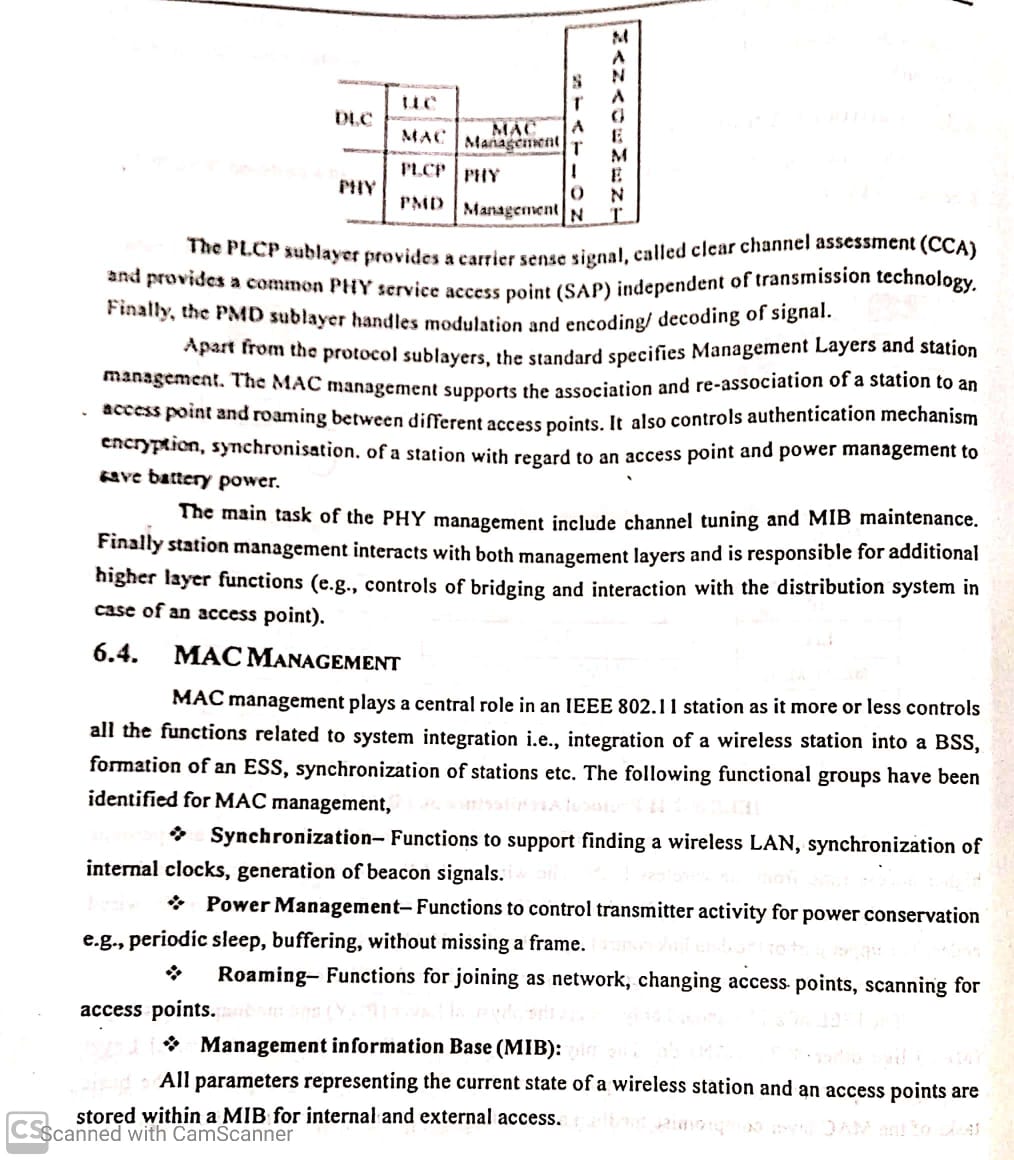 DLC
LLC
MAC
MAC
Management
PHY
PLCP
PHY
PMD
Management
STATION
MANAGEMENT
The PLCP sublayer provides a carrier sense signal, called clear channel assessment (CCA)
and provides a common PHY service access point (SAP) independent of transmission technology.
Finally, the PMD sublayer handles modulation and encoding/ decoding of signal.
Apart from the protocol sublayers, the standard specifies Management Layers and station
management. The MAC management supports the association and re-association of a station to an
access point and roaming between different access points. It also controls authentication mechanism
encryption, synchronisation. of a station with regard to an access point and power management to
save battery power.
The main task of the PHY management include channel tuning and MIB maintenance.
Finally station management interacts with both management layers and is responsible for additional
higher layer functions (e.g., controls of bridging and interaction with the distribution system in
case of an access point).
6.4. MAC MANAGEMENT
MAC management plays a central role in an IEEE 802.11 station as it more or less controls
all the functions related to system integration i.e., integration of a wireless station into a BSS,
formation of an ESS, synchronization of stations etc. The following functional groups have been
identified for MAC management,
❖ Synchronization– Functions to support finding a wireless LAN, synchronization of
internal clocks, generation of beacon signals.
❖ Power Management– Functions to control transmitter activity for power conservation
e.g., periodic sleep, buffering, without missing a frame.
❖ Roaming– Functions for joining as network, changing access points, scanning for
access points.
❖ Management information Base (MIB):
All parameters representing the current state of a wireless station and an access points are
stored within a MIB for internal and external access.
CS Scanned with CamScanner